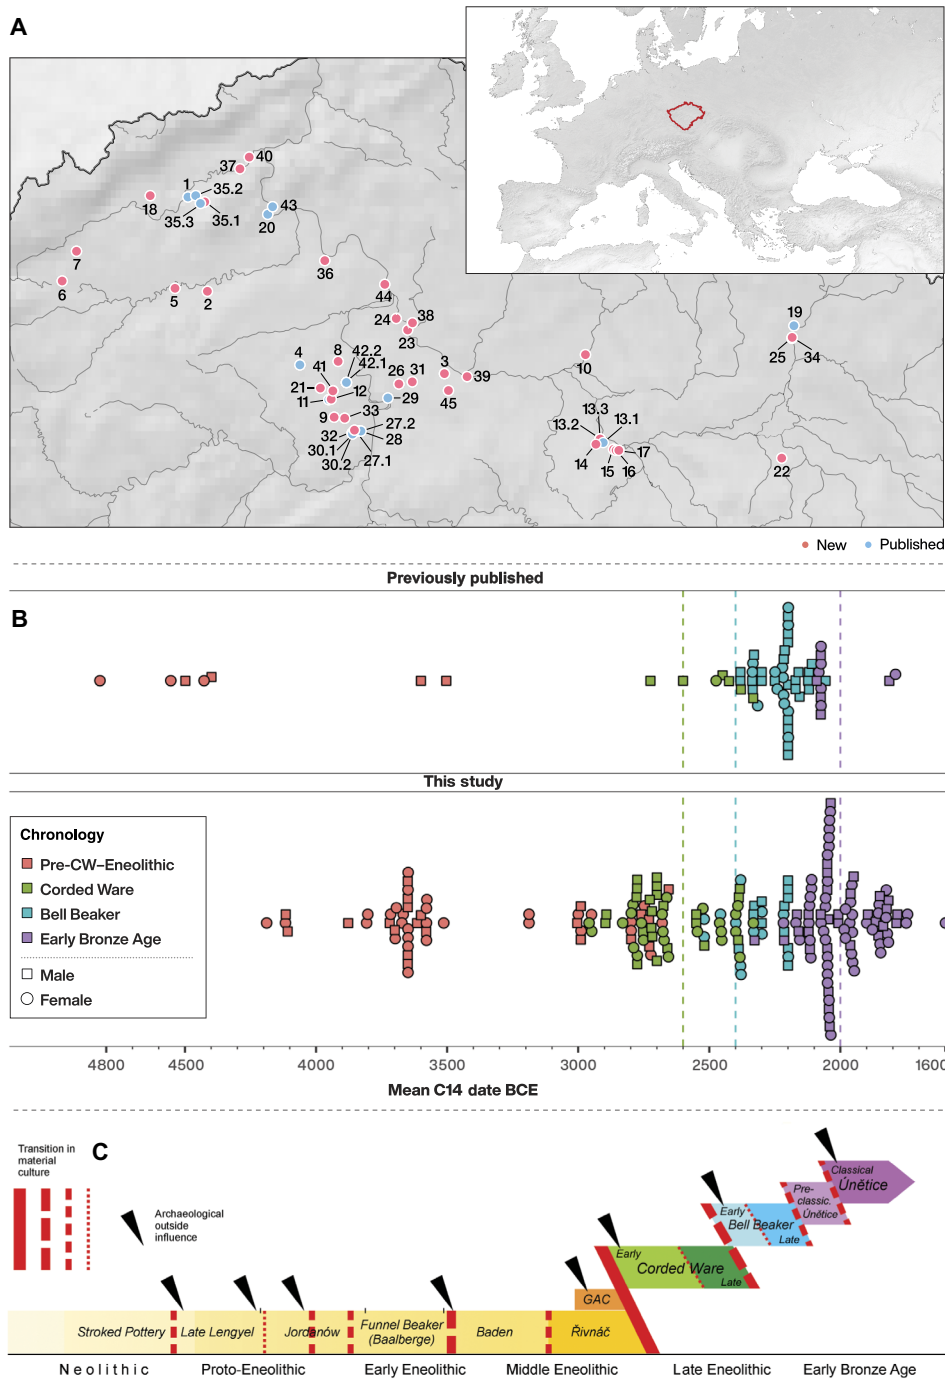 A
40
37
1
35.2
18
35.3
35.1
43
20
7
6
5
2
36
44
24
38
23
19
25
34
4
8
42.2
42.1
41
21
12
11
26
31
3
39
29
45
10
9
33
32
27.2
28
30.1
30.2
27.1
13.3
13.2
13.1
14
15
16
17
22
New
Published
Previously published
B
This study
Chronology
Pre-CW–Eneolithic
Corded Ware
Bell Beaker
Early Bronze Age
Male
Female
4800 4500 4000 3500 3000 2500 2000 1600
Mean C14 date BCE
C
Transition in
material
culture
Archaeological
outside
influence
Classical
Únětice
Pre-
classic.
Únětice
Early
Bell Beaker
Late
Early
Corded Ware
Late
GAC
Stroked Pottery
Late Lengyel
Jordanów
Funnel Beaker
(Baalberge)
Baden
Řivnáč
Neolithic
Proto-Eneolithic
Early Eneolithic
Middle Eneolithic
Late Eneolithic
Early Bronze Age